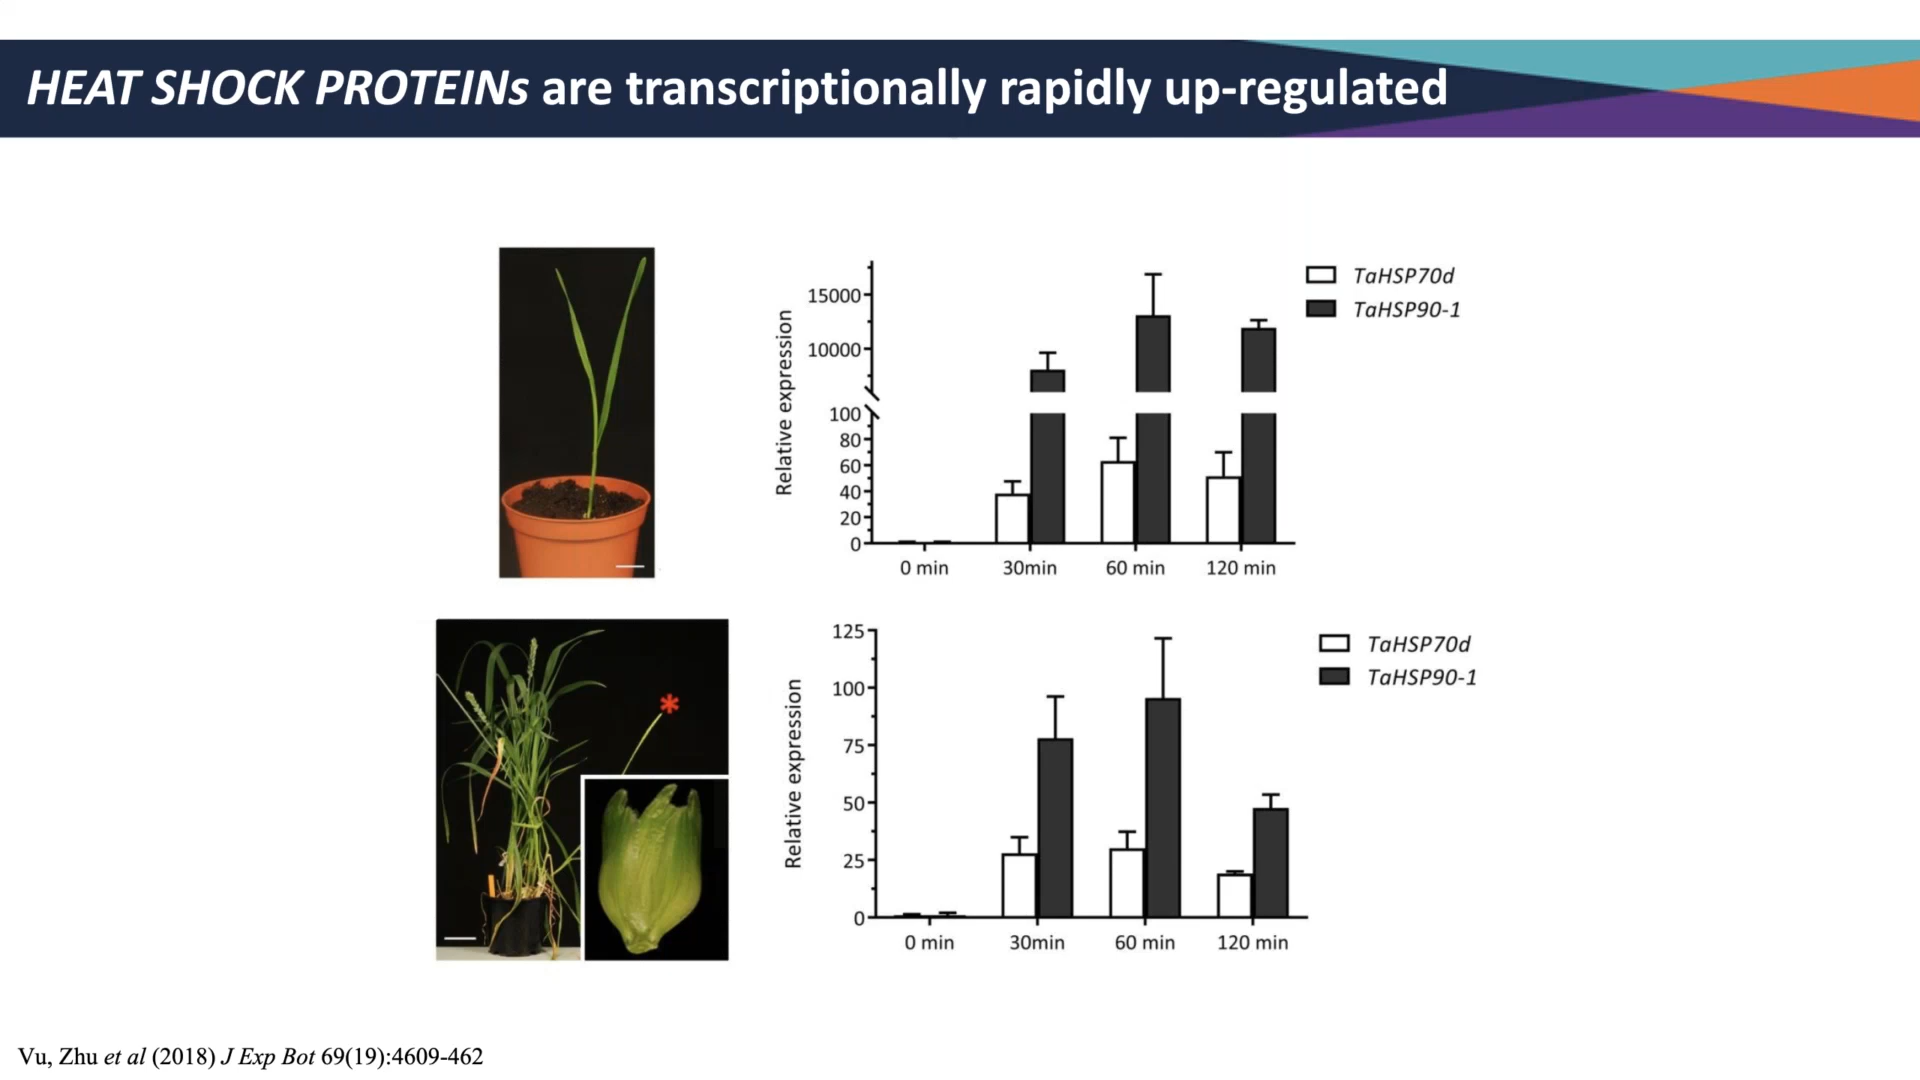 HEAT SHOCK PROTEINs are transcriptionally rapidly up-regulated
Relative expression
15000
10000
100
80
60
40
20
0
0 min
30min
60 min
120 min
TaHSP70d
TaHSP90-1
*
Relative expression
125
100
75
50
25
0
0 min
30min
60 min
120 min
TaHSP70d
TaHSP90-1
Vu, Zhu et al (2018) J Exp Bot 69(19):4609-462